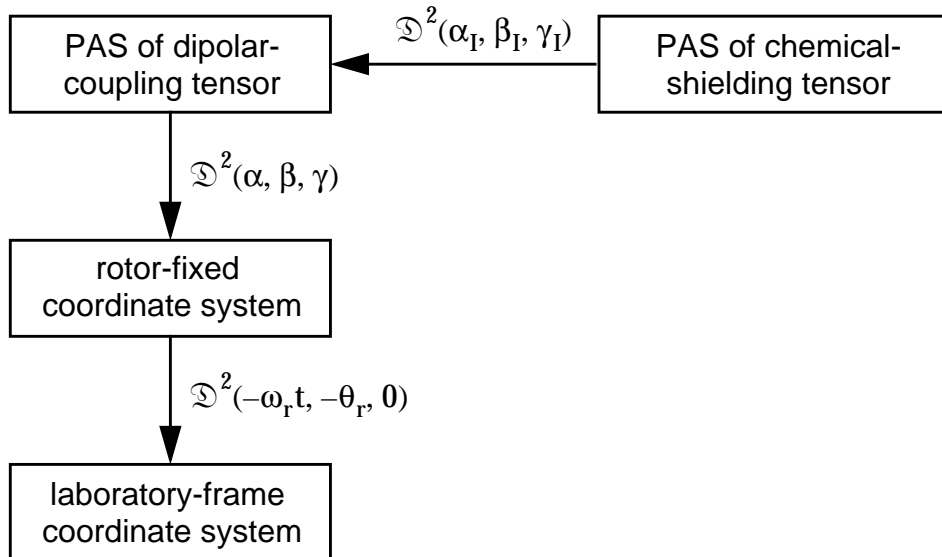 PAS of dipolar-
coupling tensor
𝔇²(α_I, β_I, γ_I)
PAS of chemical-
shielding tensor
𝔇²(α, β, γ)
rotor-fixed
coordinate system
𝔇²(–ω_r t, –θ_r, 0)
laboratory-frame
coordinate system